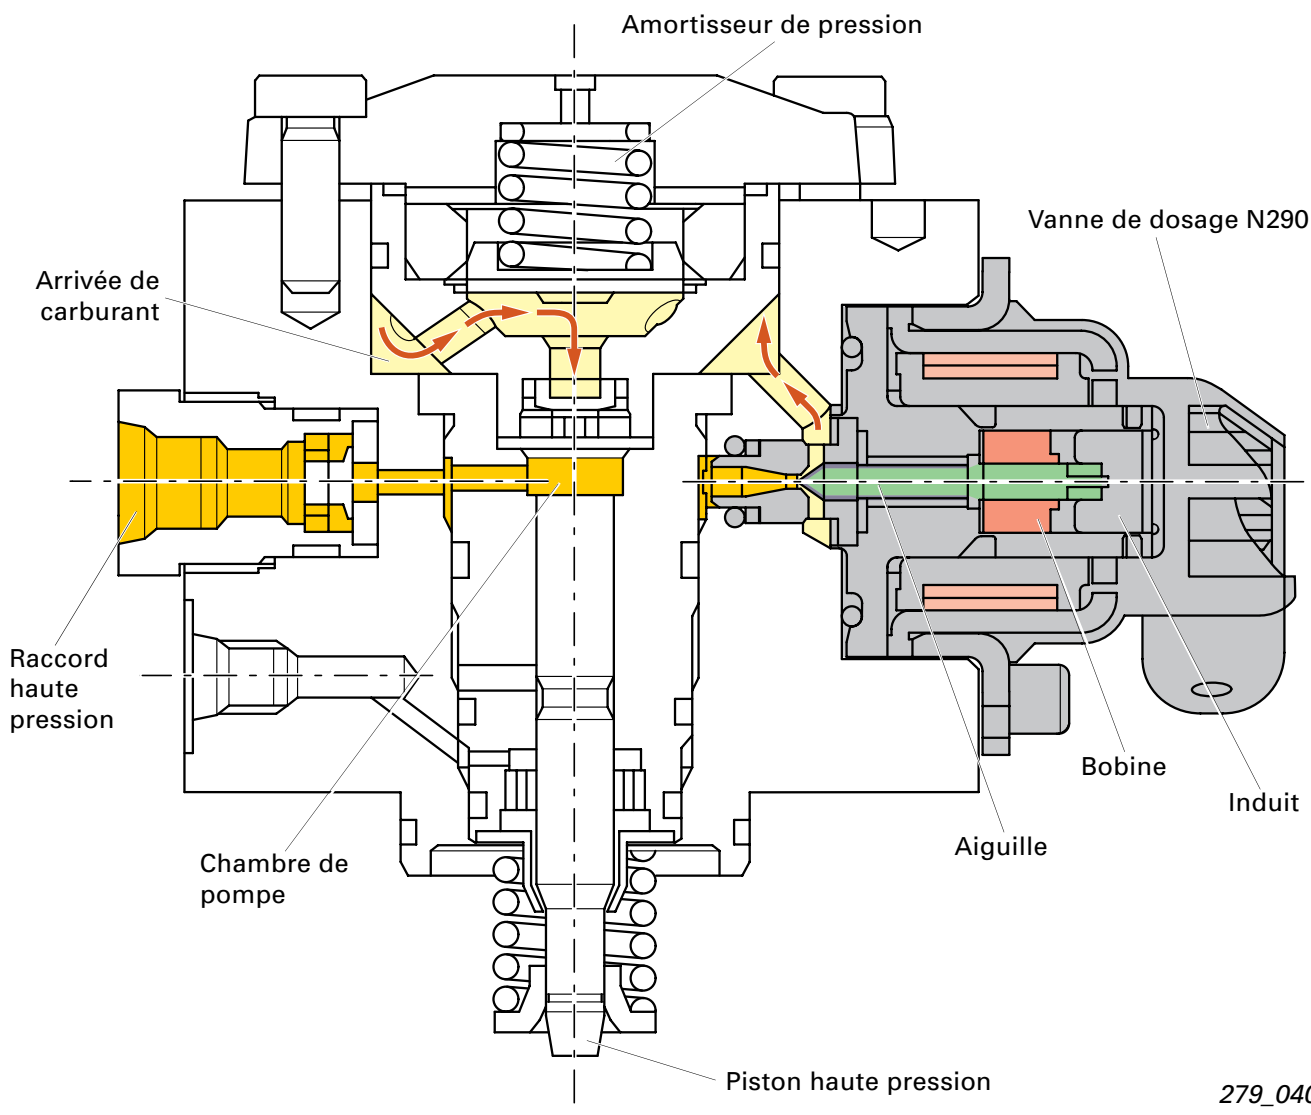 Amortisseur de pression
Vanne de dosage N290
Arrivée de
carburant
Raccord
haute
pression
Bobine
Induit
Aiguille
Chambre de
pompe
Piston haute pression
279_040